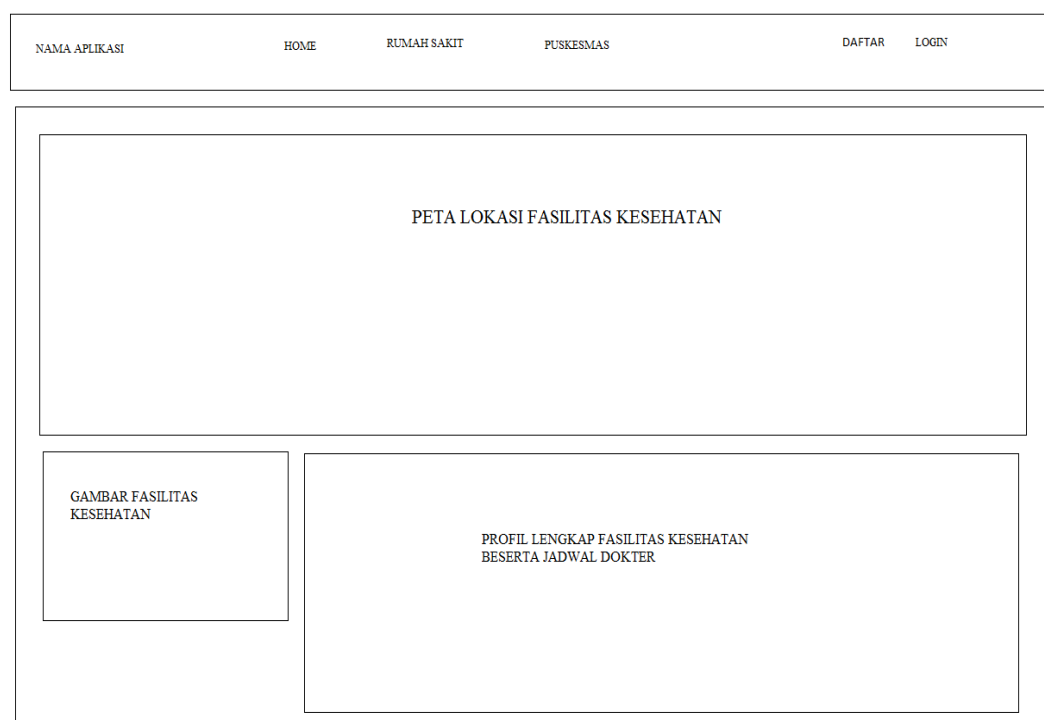 NAMA APLIKASI
HOME
RUMAH SAKIT
PUSKESMAS
DAFTAR
LOGIN
PETA LOKASI FASILITAS KESEHATAN
GAMBAR FASILITAS
KESEHATAN
PROFIL LENGKAP FASILITAS KESEHATAN
BESERTA JADWAL DOKTER